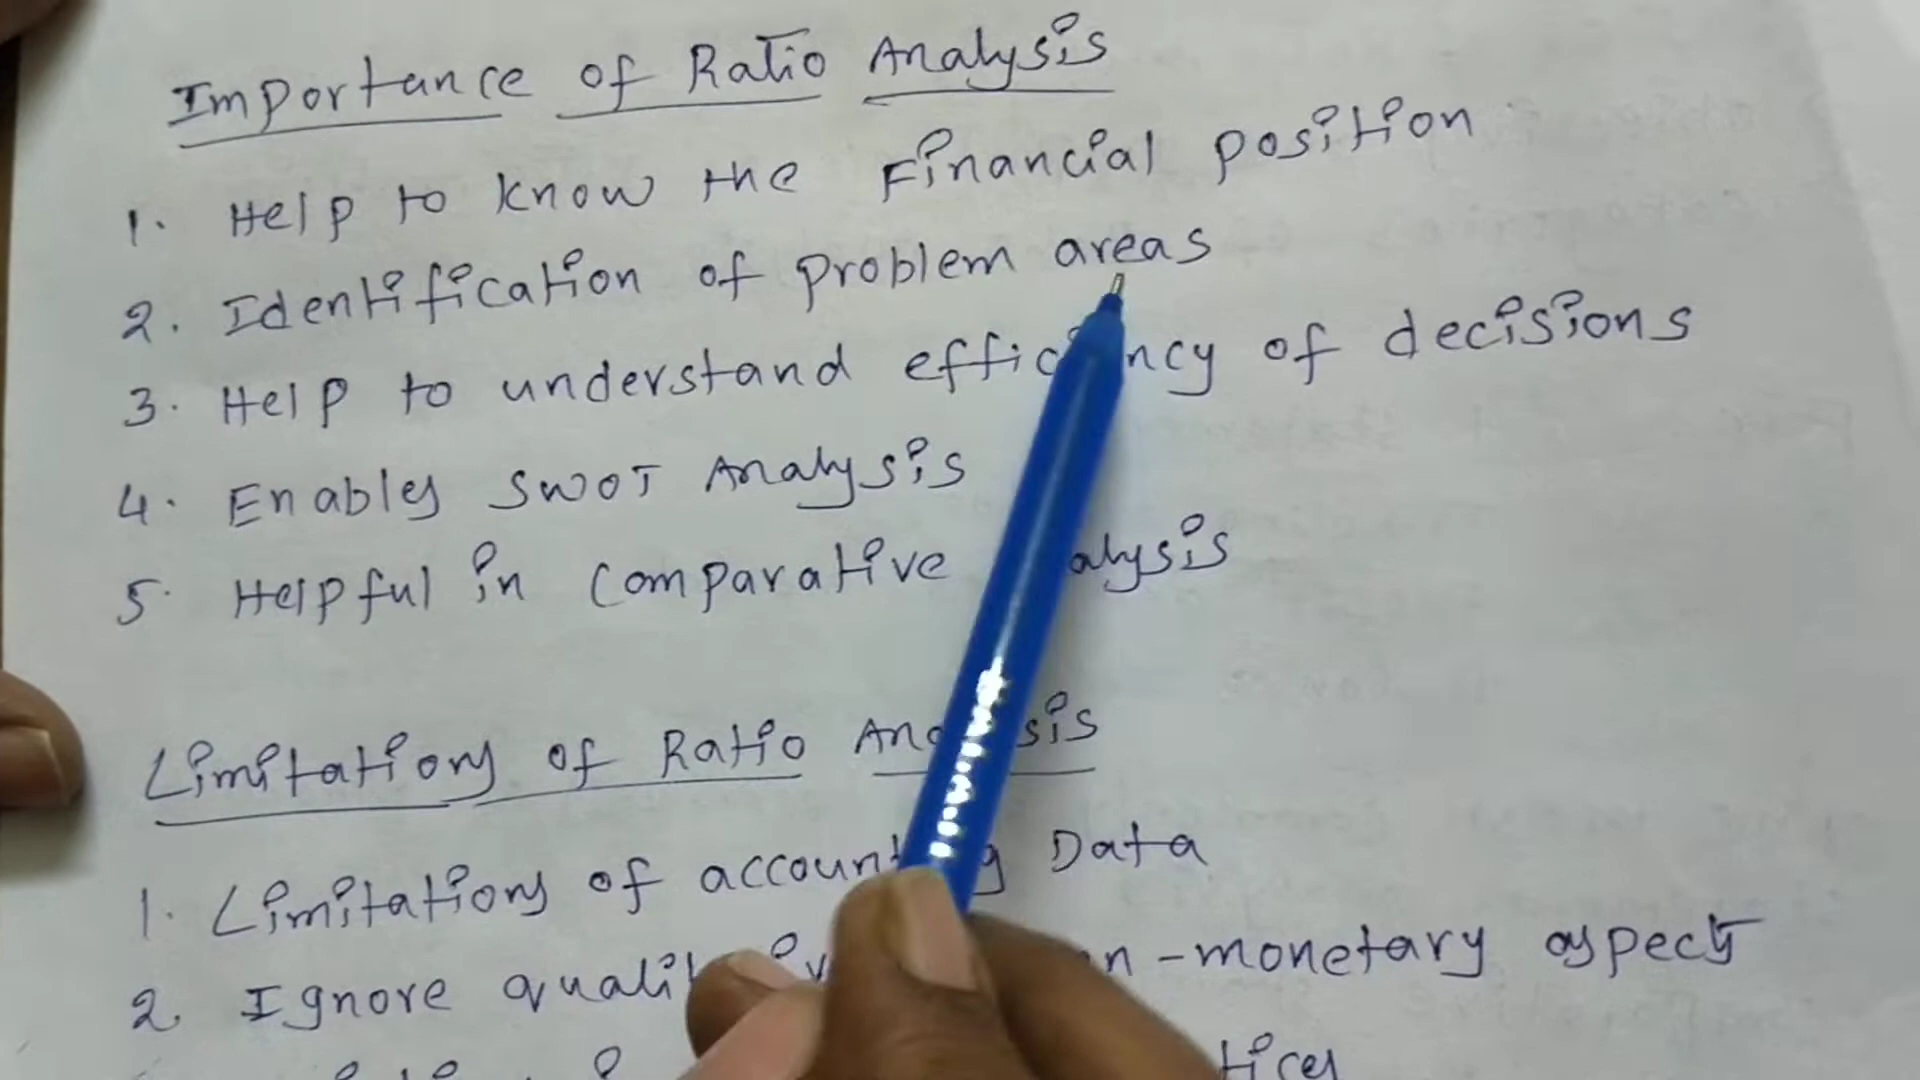 Importance of Ratio Analysis
1. Help to know the Financial position
2. Identification of problem areas
3. Help to understand of decisions
4. Enables SWOT Analysis
5. Helpful in Comparative
Limitations of Ratio
1. Limitations of Data
2. Ignore monetary aspects